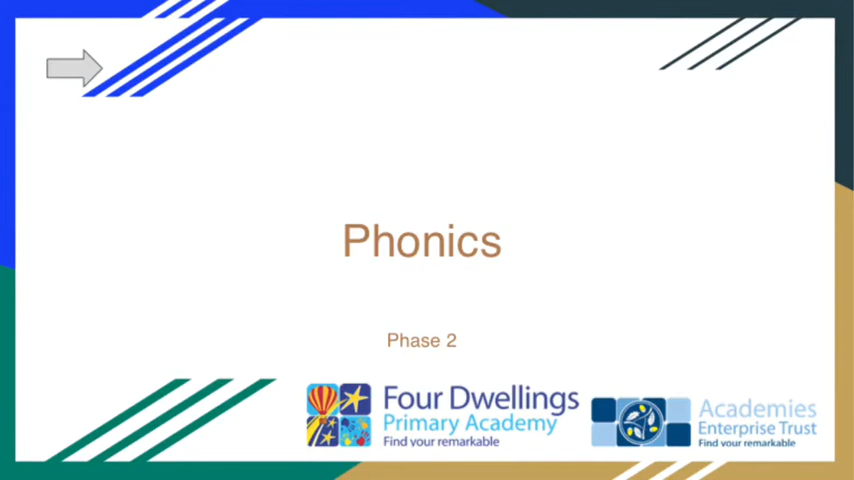 Phonics
Phase 2
Four Dwellings
Primary Academy
Find your remarkable
Academies
Enterprise Trust
Find your remarkable